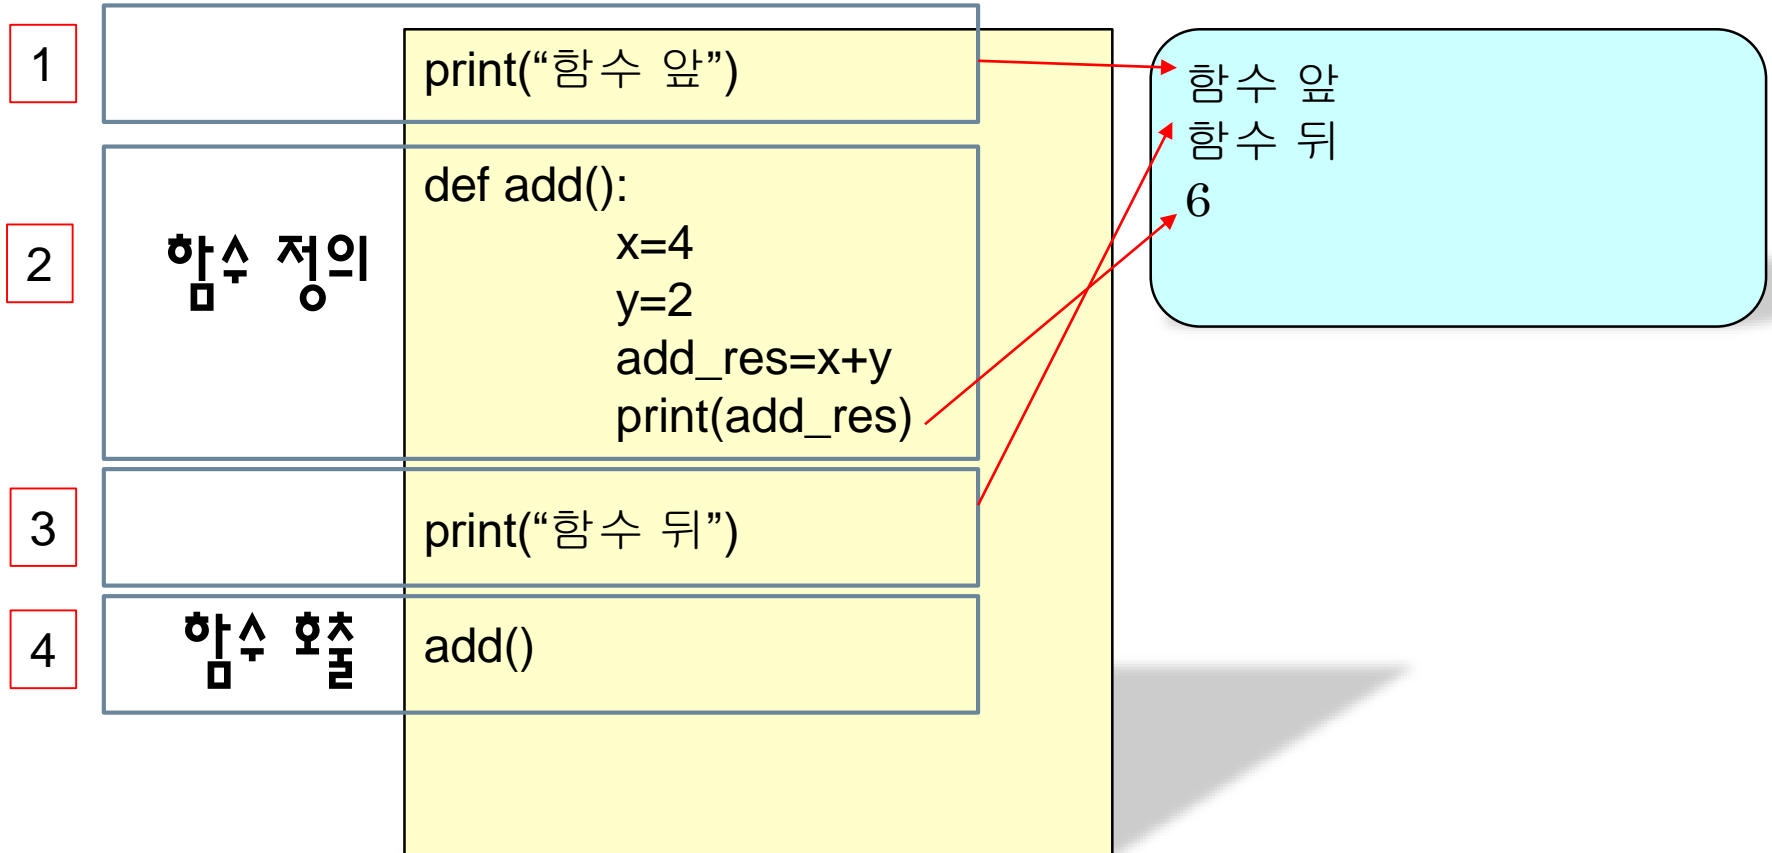 1
print(“함수 앞”)
2
함수 정의
def add():
x=4
y=2
add_res=x+y
print(add_res)
3
print(“함수 뒤”)
4
함수 호출
add()
함수 앞
함수 뒤
6